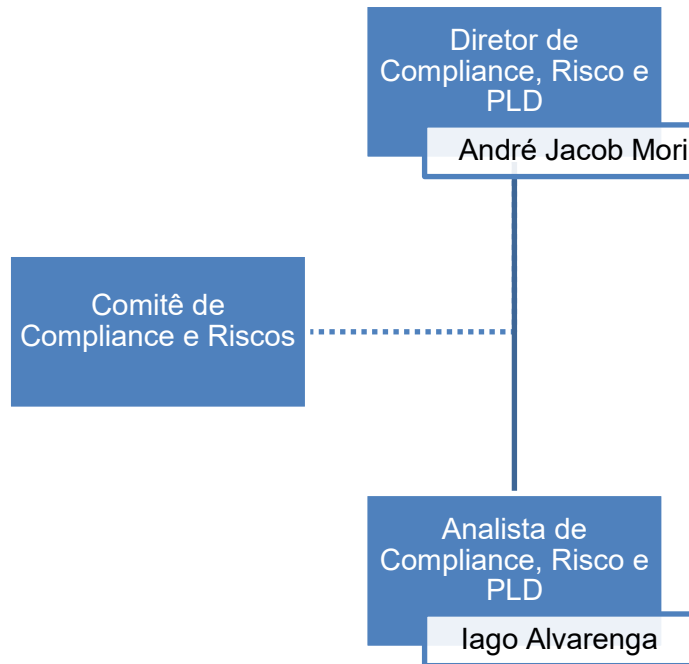 Diretor de
Compliance, Risco e
PLD
André Jacob Mori
Comitê de
Compliance e Riscos
Analista de
Compliance, Risco e
PLD
Iago Alvarenga